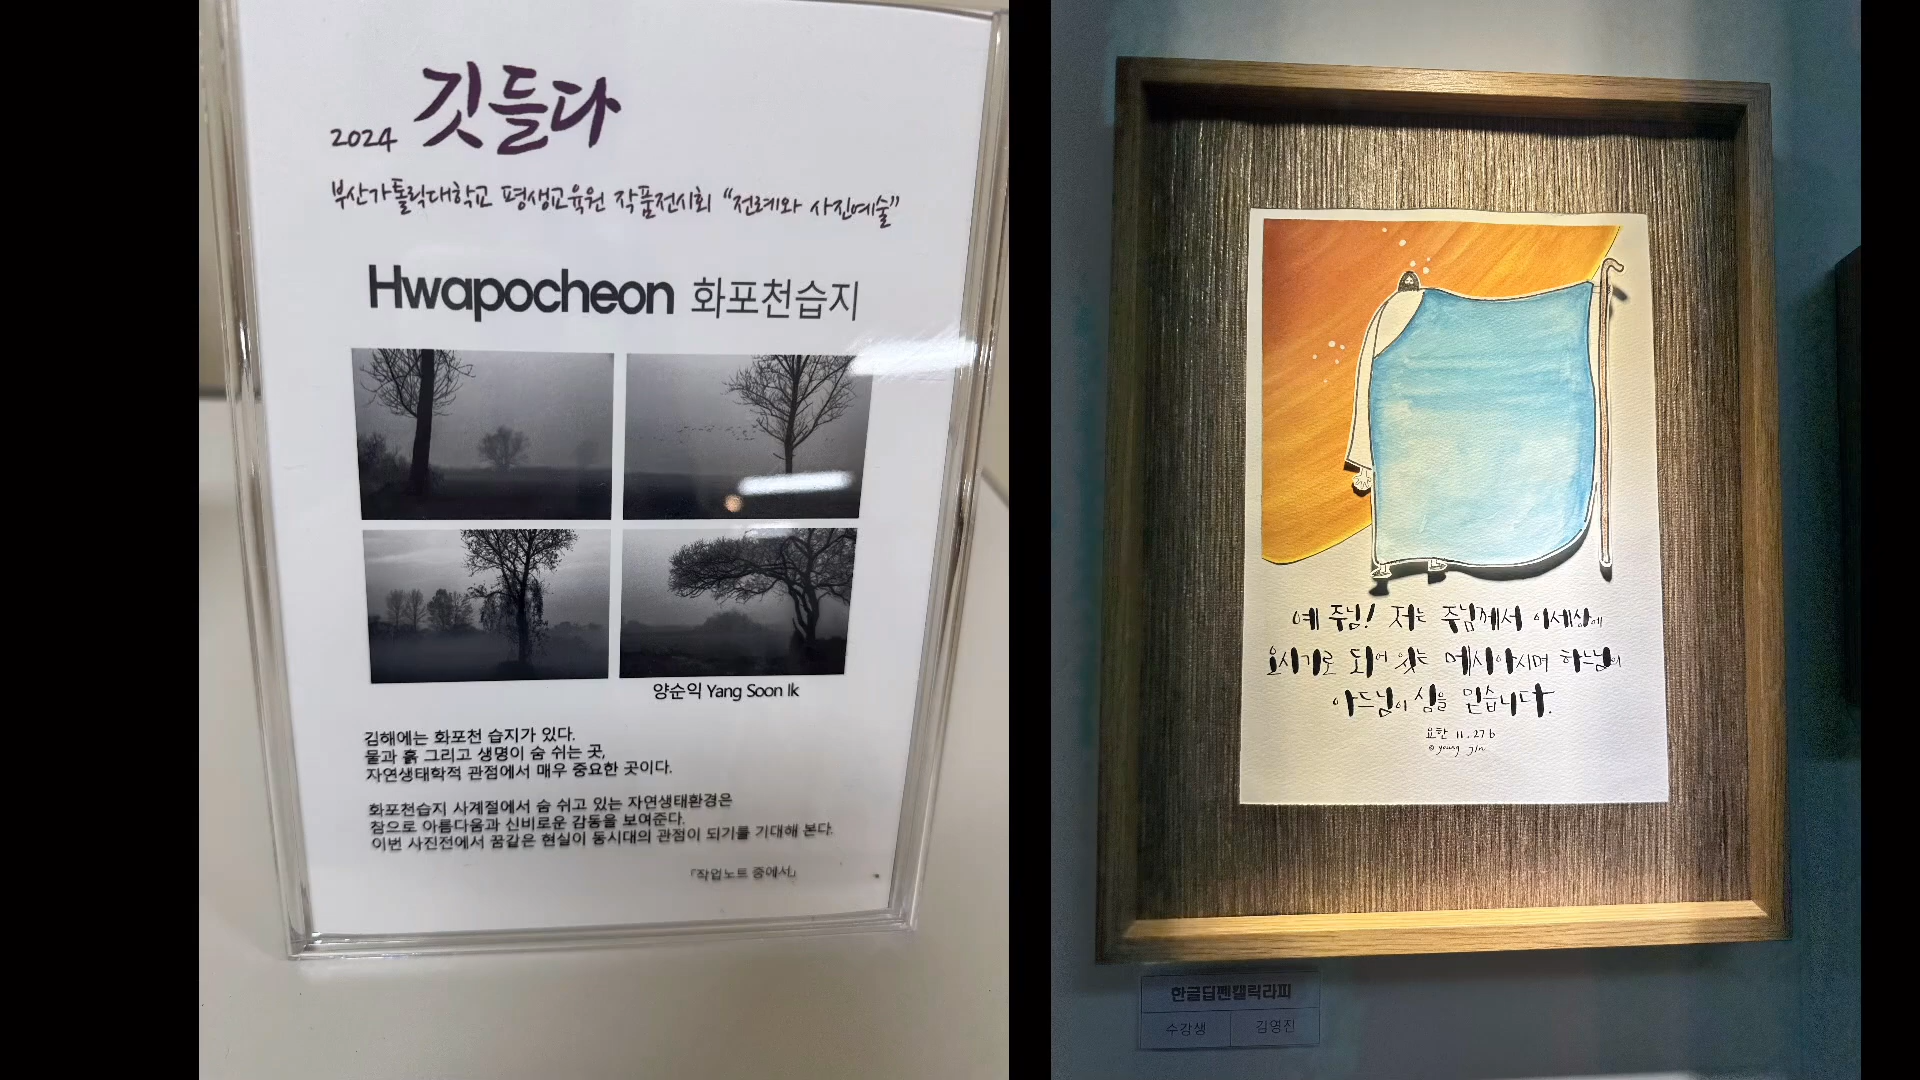 2024 깃들다
부산가톨릭대학교 평생교육원 작품전시회 "전례와 사진예술"
Hwapocheon 화포천습지
양순익 Yang Soon Ik
김해에는 화포천 습지가 있다.
물과 흙 그리고 생명이 숨 쉬는 곳,
자연생태학적 관점에서 매우 중요한 곳이다.
화포천습지 사계절에서 숨 쉬고 있는 자연생태환경은
참으로 아름다움과 신비로운 감동을 보여준다.
이번 사진전에서 꿈같은 현실이 동시대의 관점이 되기를 기대해 본다.
『작업노트 중에서』
예 주님! 저는 주님께서 이세상에
오시기로 되어 있는 메시아시며 하느님의
아드님이 심을 믿습니다.
요한 11. 27 b
© young jin
한글딥펜캘릭라피
수강생 김영진